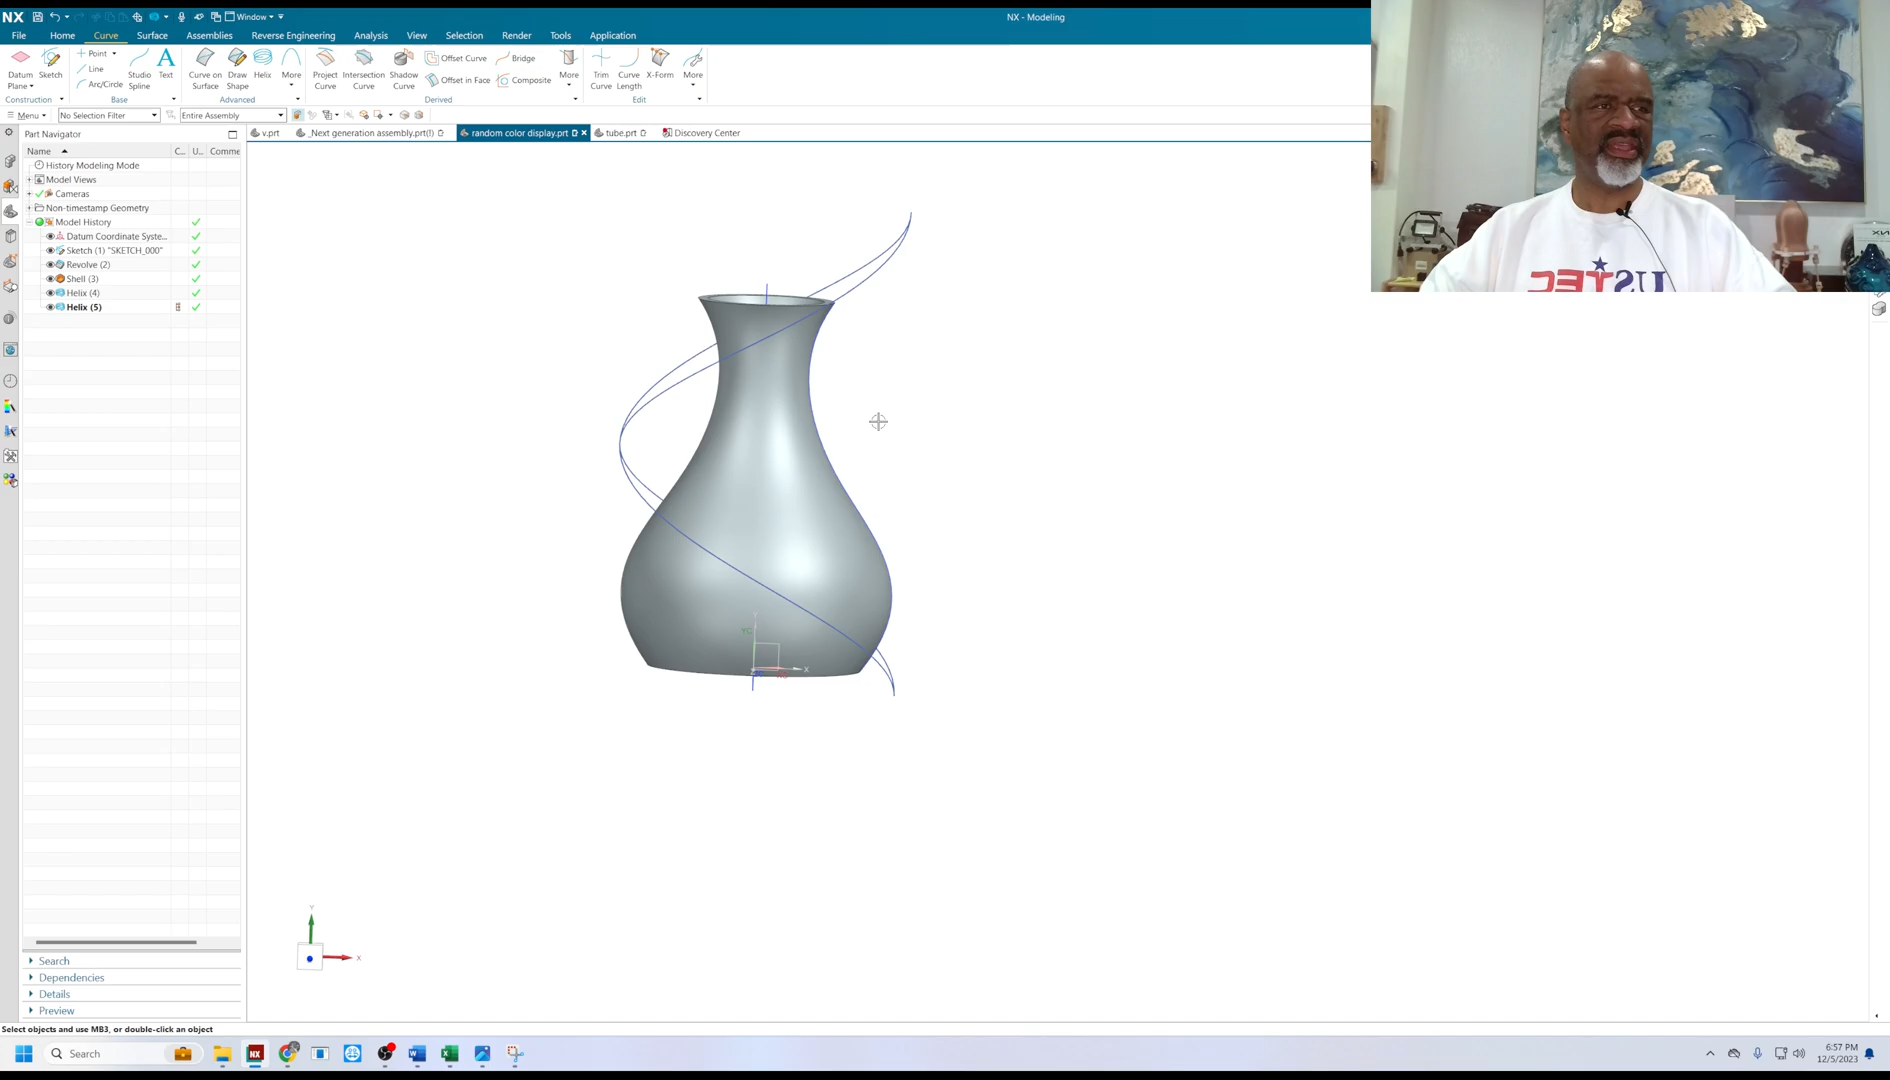 NX Window NX - Modeling
File Home Curve Surface Assemblies Reverse Engineering Analysis View Selection Render Tools Application
Datum Plane Sketch Point Line Arc/Circle Studio Spline Text Curve on Surface Draw Shape Helix More Project Curve Intersection Curve Shadow Curve Offset Curve Offset in Face Bridge Composite More Trim Curve Curve Length X-Form More
Construction Base Advanced Derived Edit
Menu No Selection Filter Entire Assembly
Part Navigator v.prt _Next generation assembly.prt(!) random color display.prt tube.prt Discovery Center
Name C... U... Comme
History Modeling Mode
Model Views
Cameras
Non-timestamp Geometry
Model History
Datum Coordinate Syste...
Sketch (1) "SKETCH_000"
Revolve (2)
Shell (3)
Helix (4)
Helix (5)
USTEC
NX
Y
YC
X
Y
X
Search
Dependencies
Details
Preview
Select objects and use MB3, or double-click an object
Search
NX
6:57 PM
12/5/2023